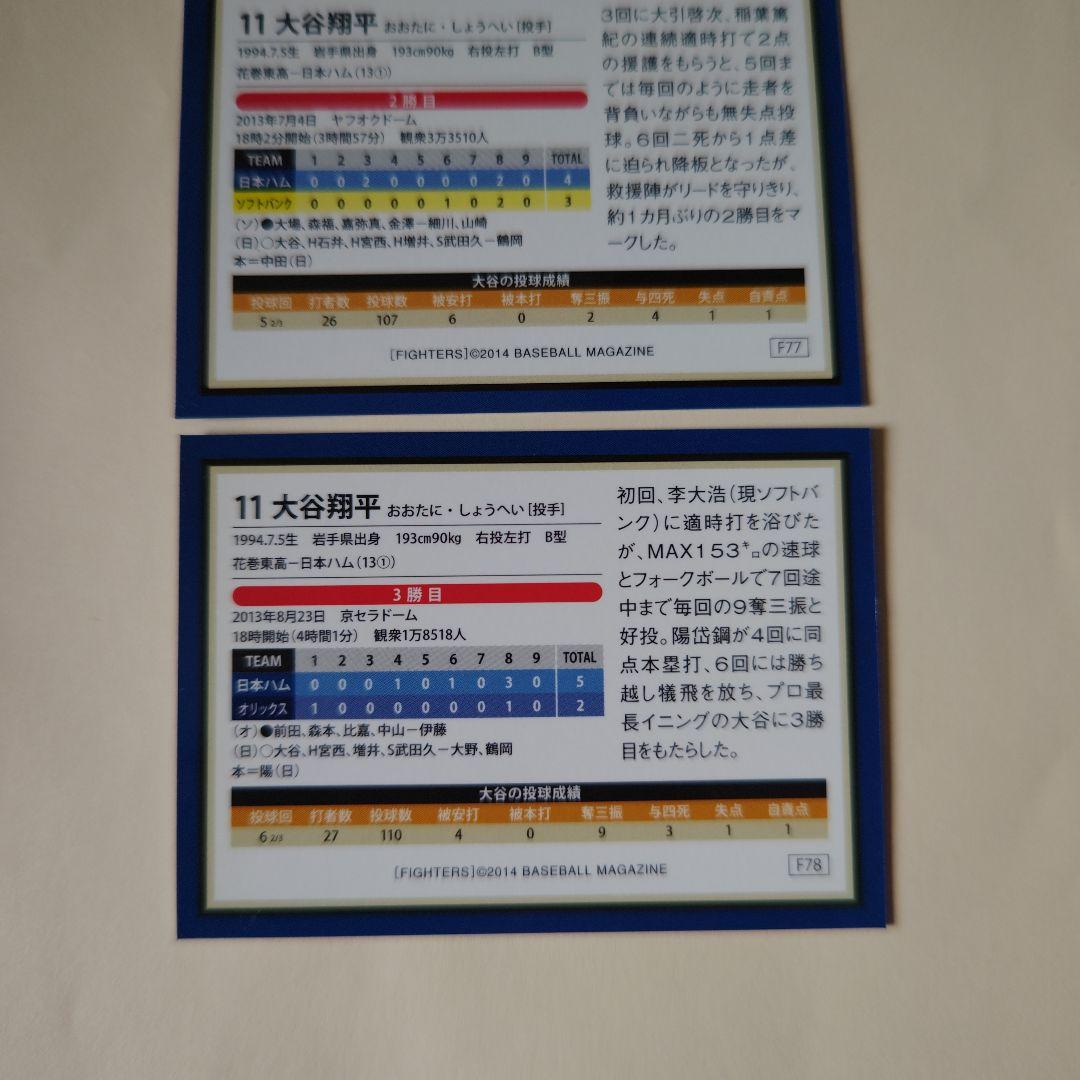 11 大谷翔平 おおたに・しょうへい[投手]
1994.7.5生 岩手県出身 193㎝90kg 右投左打 B型
花巻東高－日本ハム(13①)
2勝目
2013年7月4日 ヤフオクドーム
18時2分開始(3時間57分) 観衆3万3510人
TEAM 1 2 3 4 5 6 7 8 9 TOTAL
日本ハム 0 0 2 0 0 0 0 2 0 4
ソフトバンク 0 0 0 0 0 1 0 2 0 3
(ソ)●大場、森福、嘉弥真、金澤－細川、山崎
(日)○大谷、H石井、H宮西、H増井、S武田久－鶴岡
本＝中田(日)
3回に大引啓次、稲葉篤
紀の連続適時打で2点
の援護をもらうと、5回ま
では毎回のように走者を
背負いながらも無失点投
球。6回二死から1点差
に迫られ降板となったが、
救援陣がリードを守りきり、
約1カ月ぶりの2勝目をマ
ークした。
大谷の投球成績
投球回 打者数 投球数 被安打 被本打 奪三振 与四死 失点 自責点
5 2/3 26 107 6 0 2 4 1 1
[FIGHTERS]©2014 BASEBALL MAGAZINE
F77
11 大谷翔平 おおたに・しょうへい[投手]
1994.7.5生 岩手県出身 193㎝90kg 右投左打 B型
花巻東高－日本ハム(13①)
3勝目
2013年8月23日 京セラドーム
18時開始(4時間1分) 観衆1万8518人
TEAM 1 2 3 4 5 6 7 8 9 TOTAL
日本ハム 0 0 0 1 0 1 0 3 0 5
オリックス 1 0 0 0 0 0 0 1 0 2
(オ)●前田、森本、比嘉、中山－伊藤
(日)○大谷、H宮西、増井、S武田久－大野、鶴岡
本＝陽(日)
初回、李大浩(現ソフトバ
ンク)に適時打を浴びた
が、MAX153㌔の速球
とフォークボールで7回途
中まで毎回の9奪三振と
好投。陽岱鋼が4回に同
点本塁打、6回には勝ち
越し犠飛を放ち、プロ最
長イニングの大谷に3勝
目をもたらした。
大谷の投球成績
投球回 打者数 投球数 被安打 被本打 奪三振 与四死 失点 自責点
6 2/3 27 110 4 0 9 3 1 1
[FIGHTERS]©2014 BASEBALL MAGAZINE
F78